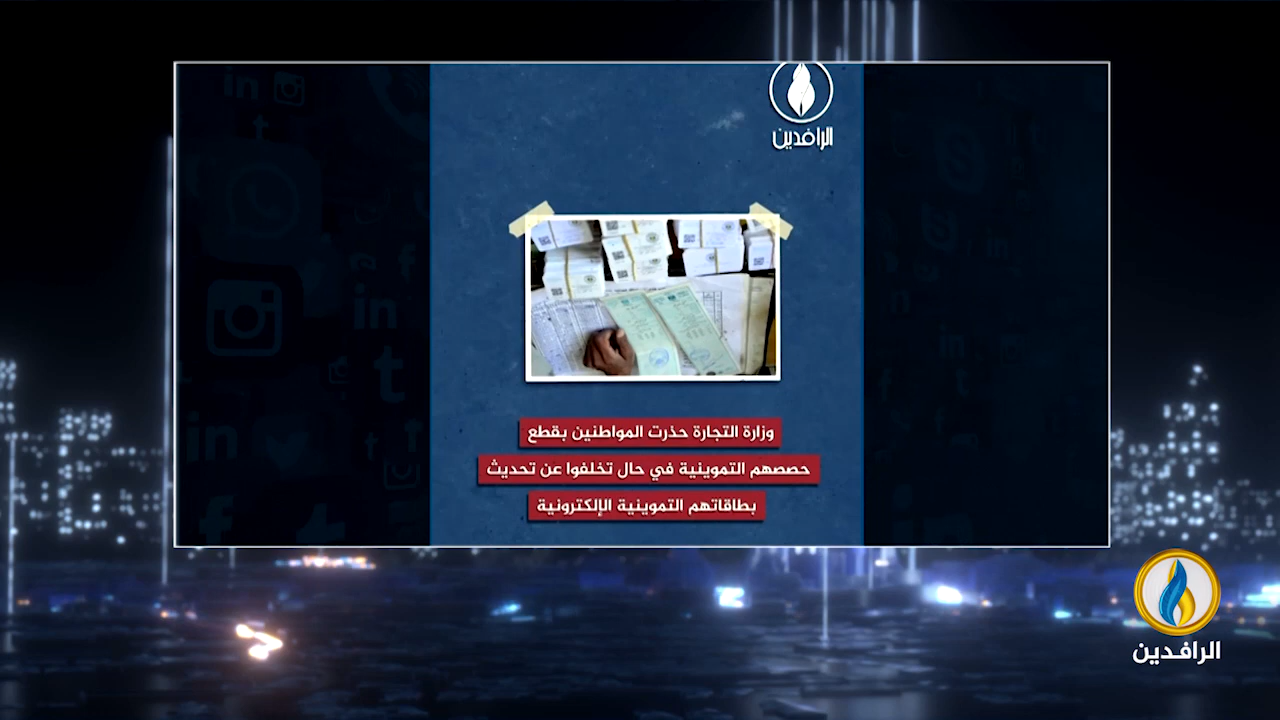 الرافدين
وزارة التجارة حذرت المواطنين بقطع
حصصهم التموينية في حال تخلفوا عن تحديث
بطاقاتهم التموينية الإلكترونية
الرافدين